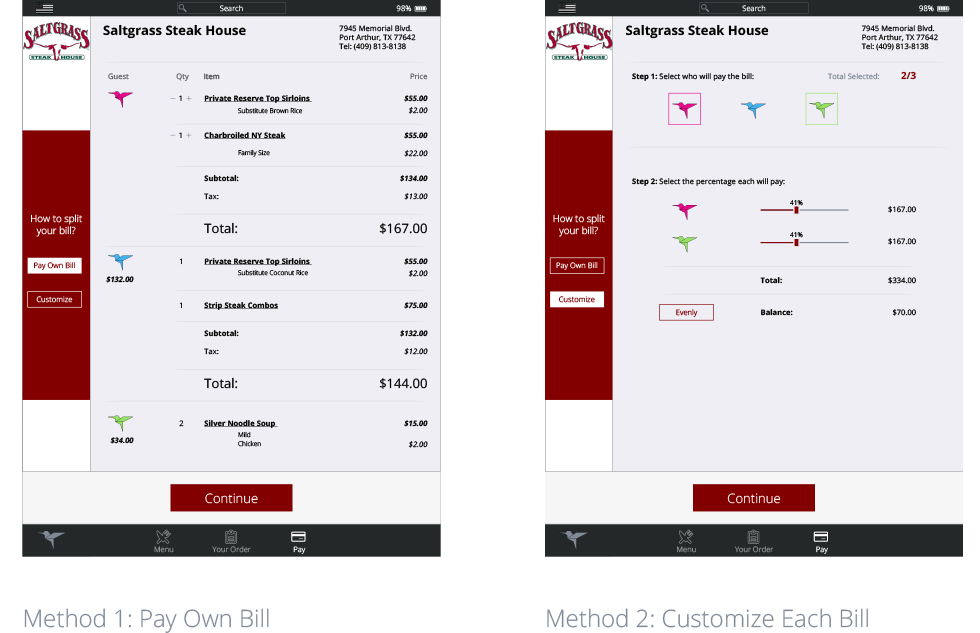 Search
98%
SALTGRASS
STEAK HOUSE
Saltgrass Steak House
7945 Memorial Blvd.
Port Arthur, TX 77642
Tel: (409) 813-8138
Guest Qty Item Price
− 1 + Private Reserve Top Sirloins $55.00
Substitute Brown Rice $2.00
− 1 + Charbroiled NY Steak $55.00
Family Size $22.00
Subtotal: $134.00
Tax: $13.00
Total: $167.00
1 Private Reserve Top Sirloins $55.00
Substitute Coconut Rice $2.00
$132.00
1 Strip Steak Combos $75.00
Subtotal: $132.00
Tax: $12.00
Total: $144.00
2 Silver Noodle Soup $15.00
Mild
Chicken $2.00
$34.00
How to split
your bill?
Pay Own Bill
Customize
Continue
Menu Your Order Pay
Method 1: Pay Own Bill
Search
98%
SALTGRASS
STEAK HOUSE
Saltgrass Steak House
7945 Memorial Blvd.
Port Arthur, TX 77642
Tel: (409) 813-8138
Step 1: Select who will pay the bill: Total Selected: 2/3
Step 2: Select the percentage each will pay:
41%
$167.00
41%
$167.00
Total: $334.00
Evenly Balance: $70.00
How to split
your bill?
Pay Own Bill
Customize
Continue
Menu Your Order Pay
Method 2: Customize Each Bill